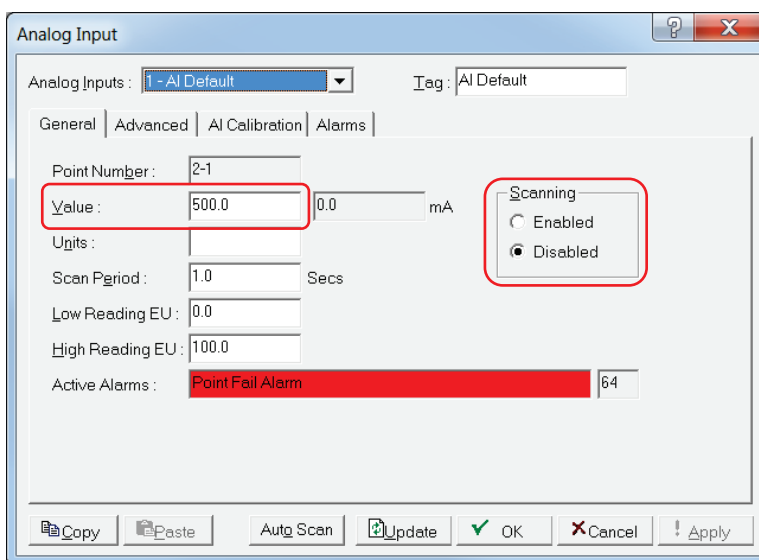 Analog Input
Analog Inputs : 1 - AI Default Tag : AI Default
General Advanced AI Calibration Alarms
Point Number : 2-1
Value : 500.0 0.0 mA
Scanning
Enabled
Disabled
Units :
Scan Period : 1.0 Secs
Low Reading EU : 0.0
High Reading EU : 100.0
Active Alarms : Point Fail Alarm 64
Copy Paste Auto Scan Update OK Cancel ! Apply